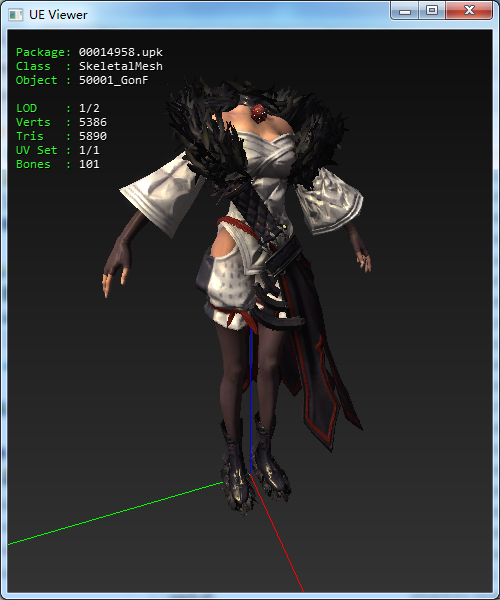 UE Viewer
Package: 00014958.upk
Class : SkeletalMesh
Object : 50001_GonF
LOD : 1/2
Verts : 5386
Tris : 5890
UV Set : 1/1
Bones : 101